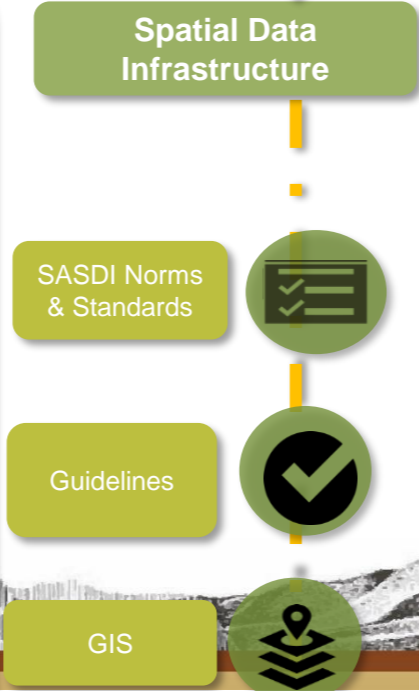 Spatial Data
Infrastructure
SASDI Norms
& Standards
Guidelines
GIS